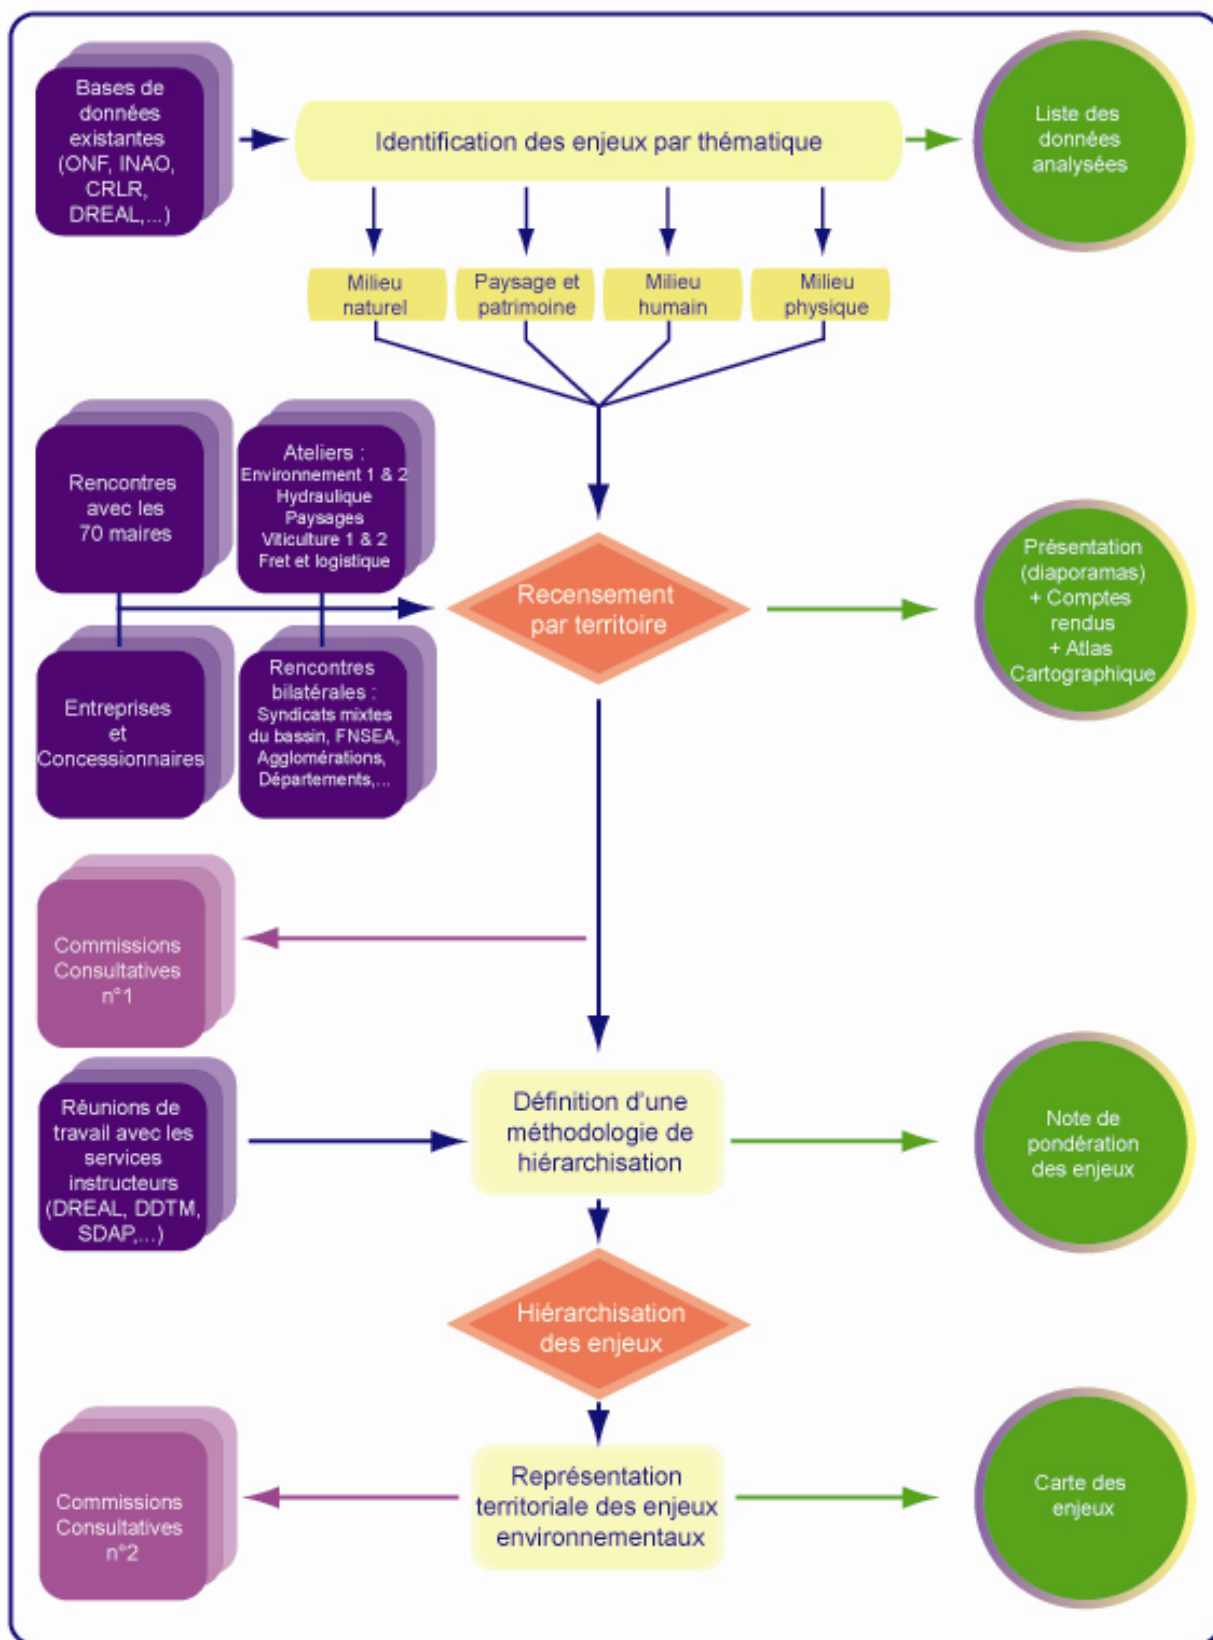 Bases de
données
existantes
(ONF, INAO,
CRLR,
DREAL,...)
Identification des enjeux par thématique
Liste des
données
analysées
Milieu
naturel
Paysage et
patrimoine
Milieu
humain
Milieu
physique
Rencontres
avec les
70 maires
Ateliers :
Environnement 1 & 2
Hydraulique
Paysages
Viticulture 1 & 2
Fret et logistique
Recensement
par territoire
Présentation
(diaporamas)
+ Comptes
rendus
+ Atlas
Cartographique
Entreprises
et
Concessionnaires
Rencontres
bilatérales :
Syndicats mixtes
du bassin, FNSEA,
Agglomérations,
Départements,...
Commissions
Consultatives
n°1
Réunions de
travail avec les
services
instructeurs
(DREAL, DDTM,
SDAP,...)
Définition d'une
méthodologie de
hiérarchisation
Note de
pondération
des enjeux
Hiérarchisation
des enjeux
Commissions
Consultatives
n°2
Représentation
territoriale des enjeux
environnementaux
Carte des
enjeux